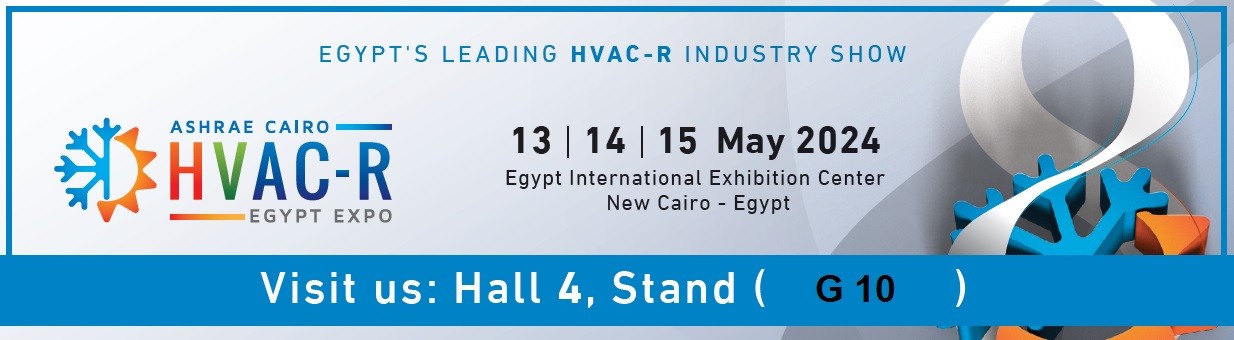 EGYPT'S LEADING HVAC-R INDUSTRY SHOW
ASHRAE CAIRO
HVAC-R
EGYPT EXPO
13 | 14 | 15 May 2024
Egypt International Exhibition Center
New Cairo - Egypt
Visit us: Hall 4, Stand ( G 10 )